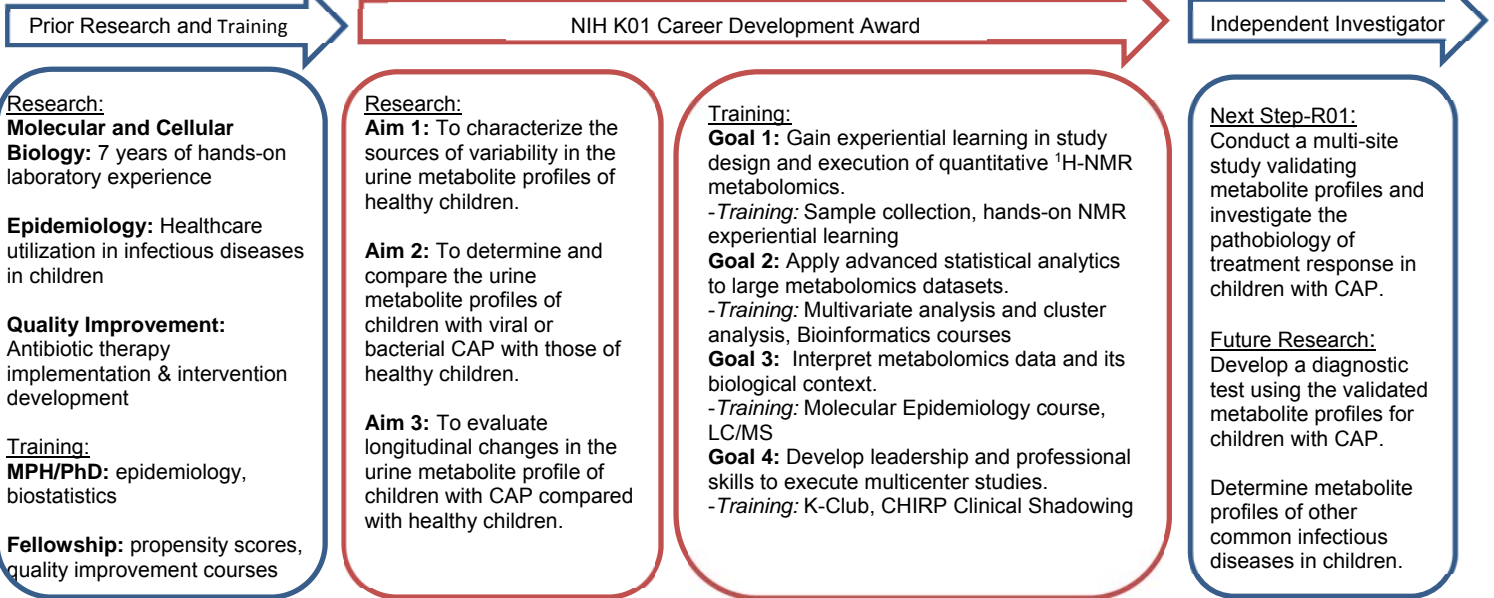 Prior Research and Training
NIH K01 Career Development Award
Independent Investigator
Research:
Molecular and Cellular
Biology: 7 years of hands-on
laboratory experience
Epidemiology: Healthcare
utilization in infectious diseases
in children
Quality Improvement:
Antibiotic therapy
implementation & intervention
development
Training:
MPH/PhD: epidemiology,
biostatistics
Fellowship: propensity scores,
quality improvement courses
Research:
Aim 1: To characterize the
sources of variability in the
urine metabolite profiles of
healthy children.
Aim 2: To determine and
compare the urine
metabolite profiles of
children with viral or
bacterial CAP with those of
healthy children.
Aim 3: To evaluate
longitudinal changes in the
urine metabolite profile of
children with CAP compared
with healthy children.
Training:
Goal 1: Gain experiential learning in study
design and execution of quantitative ¹H-NMR
metabolomics.
-Training: Sample collection, hands-on NMR
experiential learning
Goal 2: Apply advanced statistical analytics
to large metabolomics datasets.
-Training: Multivariate analysis and cluster
analysis, Bioinformatics courses
Goal 3: Interpret metabolomics data and its
biological context.
-Training: Molecular Epidemiology course,
LC/MS
Goal 4: Develop leadership and professional
skills to execute multicenter studies.
-Training: K-Club, CHIRP Clinical Shadowing
Next Step-R01:
Conduct a multi-site
study validating
metabolite profiles and
investigate the
pathobiology of
treatment response in
children with CAP.
Future Research:
Develop a diagnostic
test using the validated
metabolite profiles for
children with CAP.
Determine metabolite
profiles of other
common infectious
diseases in children.